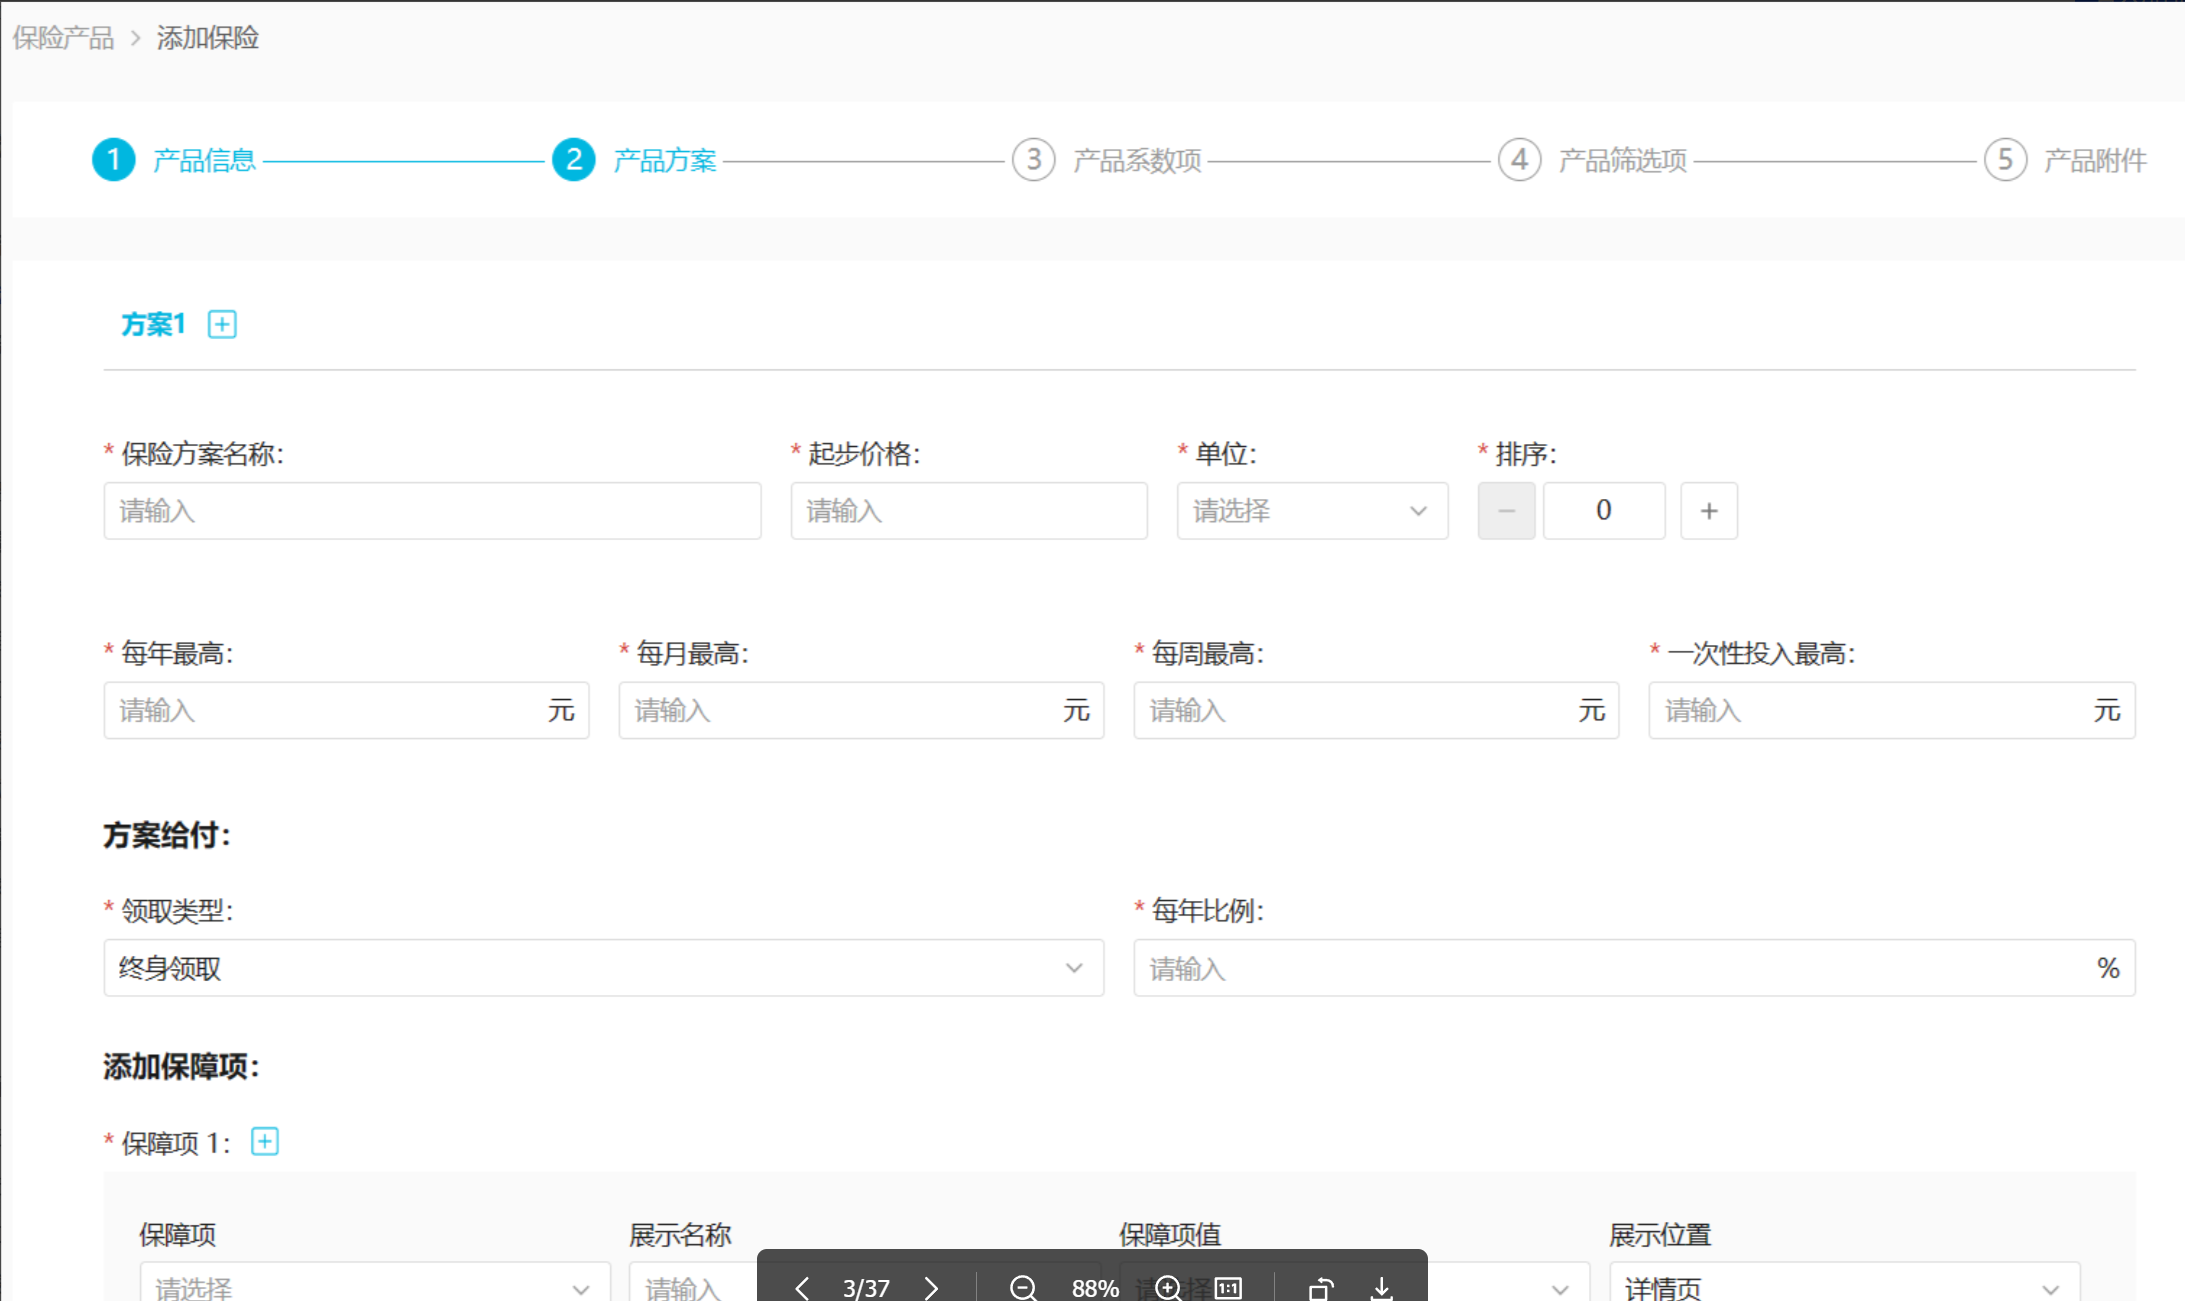 保险产品 > 添加保险
1 产品信息 2 产品方案 3 产品系数项 4 产品筛选项 5 产品附件
方案1
* 保险方案名称: * 起步价格: * 单位: * 排序:
请输入 请输入 请选择 − 0 +
* 每年最高: * 每月最高: * 每周最高: * 一次性投入最高:
请输入 元 请输入 元 请输入 元 请输入 元
方案给付:
* 领取类型: * 每年比例:
终身领取 请输入 %
添加保障项:
* 保障项 1:
保障项 展示名称 保障项值 展示位置
请选择 请输入 请选择 详情页
3/37 88% 1:1